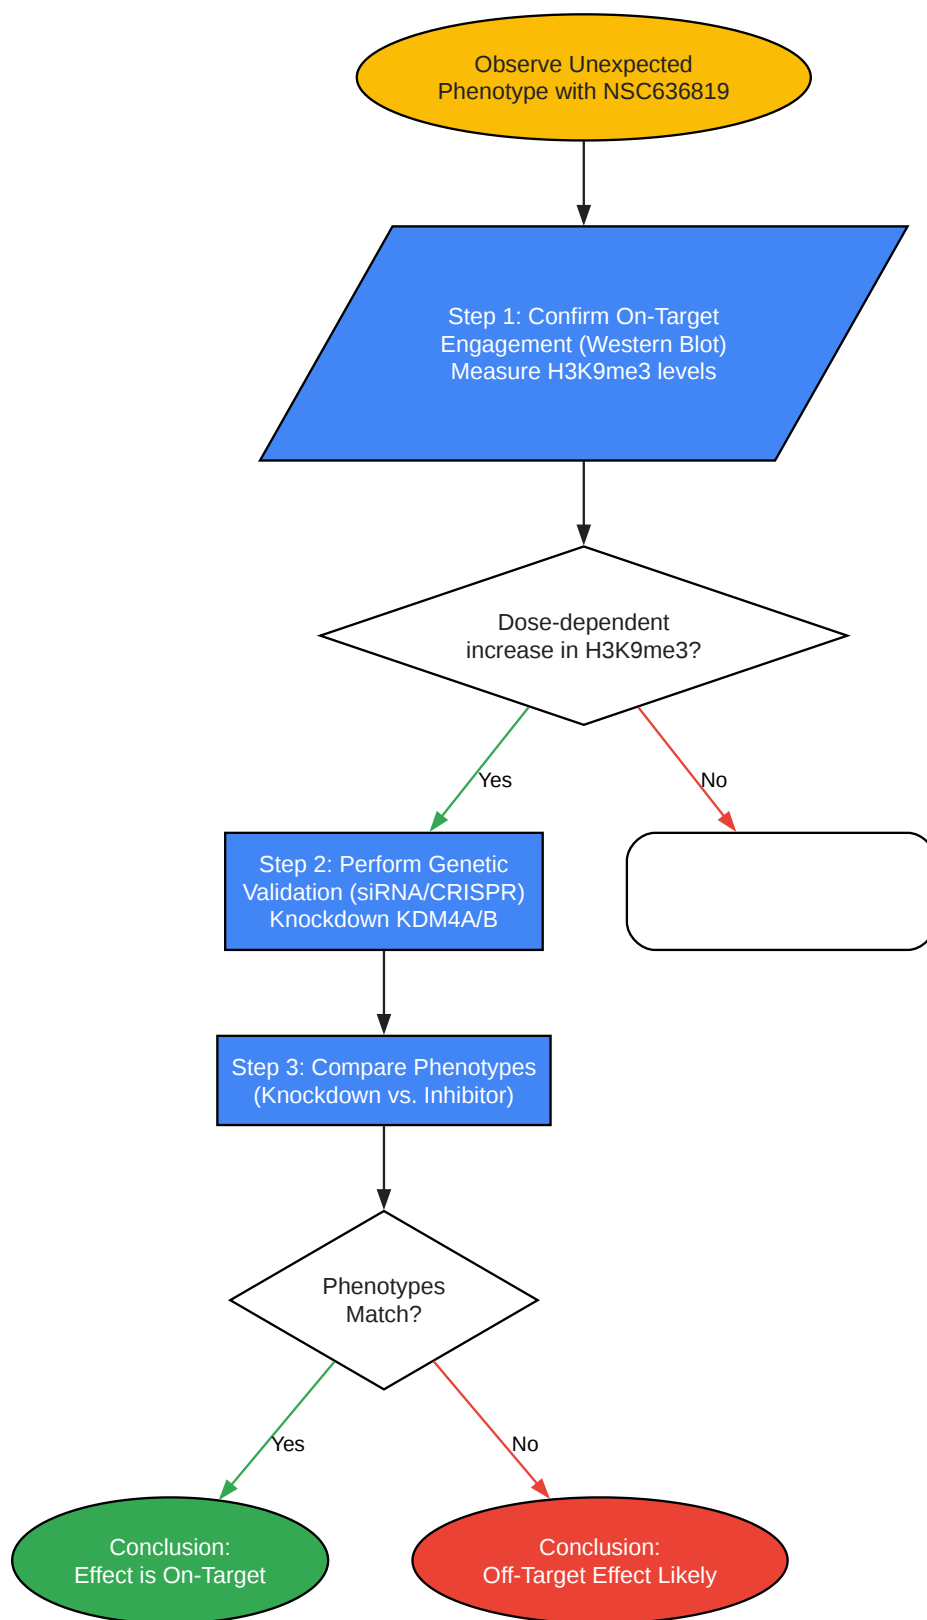 Observe Unexpected
Phenotype with NSC636819
Step 1: Confirm On-Target
Engagement (Western Blot)
Measure H3K9me3 levels
Dose-dependent
increase in H3K9me3?
Yes
No
Step 2: Perform Genetic
Validation (siRNA/CRISPR)
Knockdown KDM4A/B
Step 3: Compare Phenotypes
(Knockdown vs. Inhibitor)
Phenotypes
Match?
Yes
No
Conclusion:
Effect is On-Target
Conclusion:
Off-Target Effect Likely